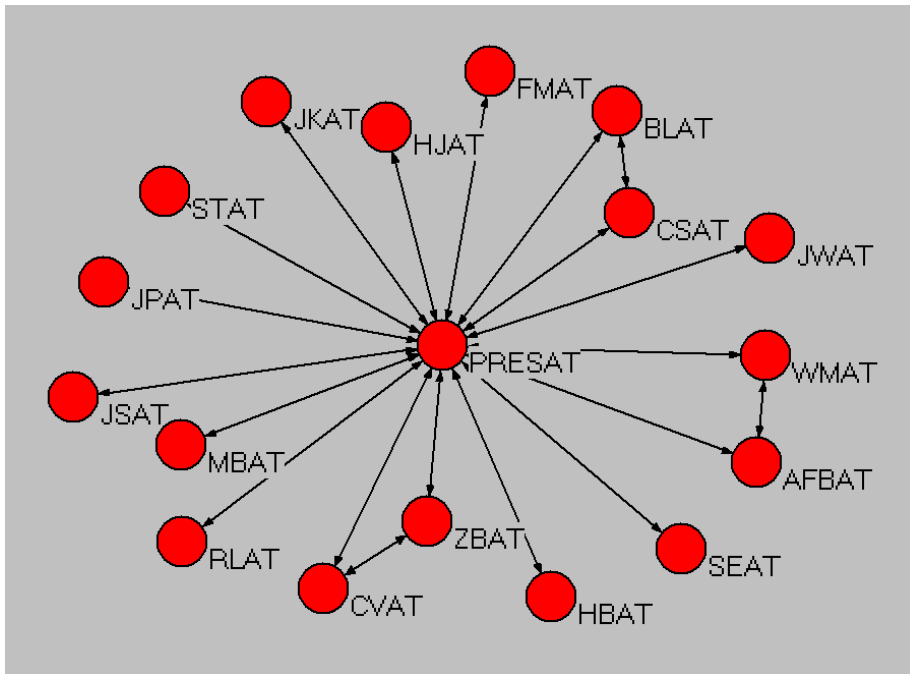 FMAT
JKAT
BLAT
HJAT
STAT
CSAT
JWAT
JPAT
PRESAT
WMAT
JSAT
MBAT
AFBAT
ZBAT
RLAT
SEAT
CVAT
HBAT